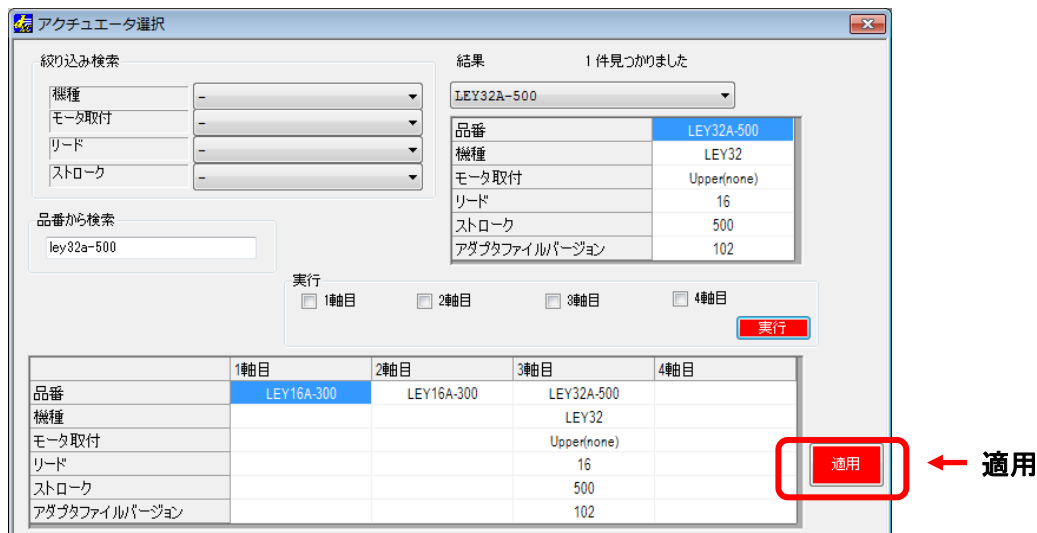 アクチュエータ選択
絞り込み検索
機種 -
モータ取付 -
リード -
ストローク -
品番から検索
ley32a-500
結果 1 件見つかりました
LEY32A-500
品番 LEY32A-500
機種 LEY32
モータ取付 Upper(none)
リード 16
ストローク 500
アダプタファイルバージョン 102
実行
1軸目 2軸目 3軸目 4軸目
実行
1軸目 2軸目 3軸目 4軸目
品番 LEY16A-300 LEY16A-300 LEY32A-500
機種 LEY32
モータ取付 Upper(none)
リード 16
ストローク 500
アダプタファイルバージョン 102
適用
適用